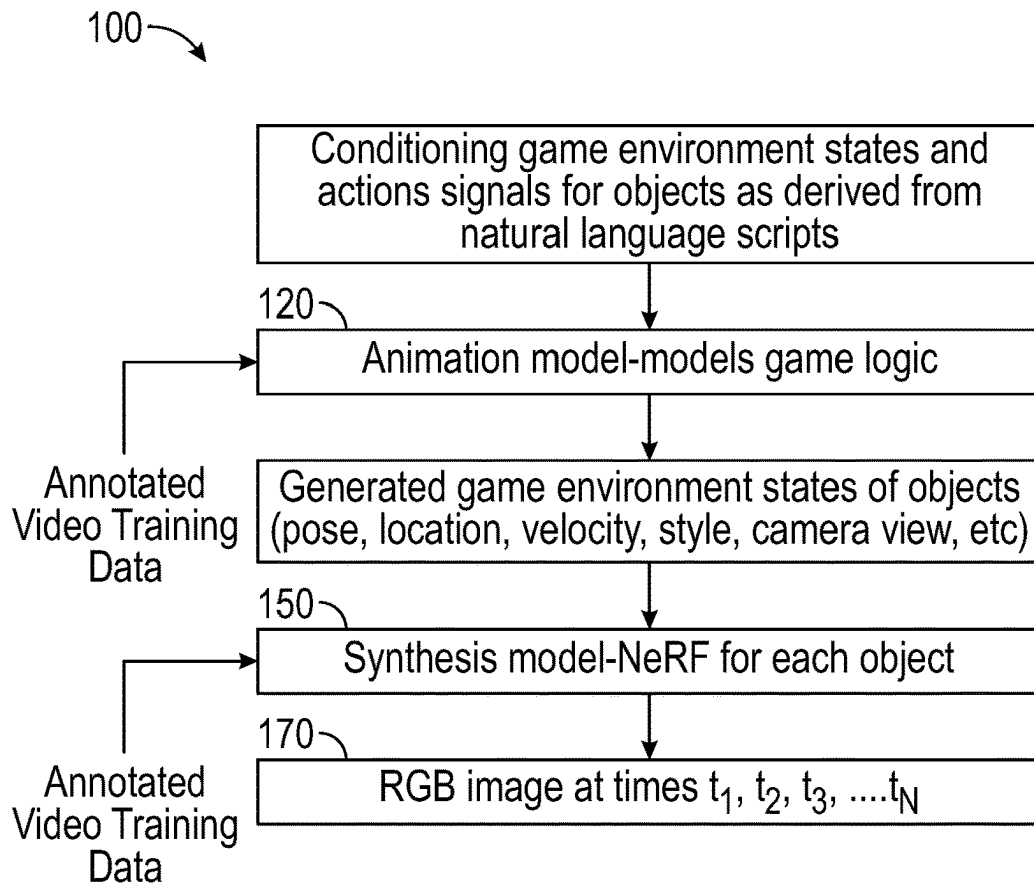 100
Conditioning game environment states and
actions signals for objects as derived from
natural language scripts
120
Animation model-models game logic
Annotated
Video Training
Data
Generated game environment states of objects
(pose, location, velocity, style, camera view, etc)
150
Synthesis model-NeRF for each object
Annotated
Video Training
Data
170
RGB image at times t₁, t₂, t₃, ....t_N